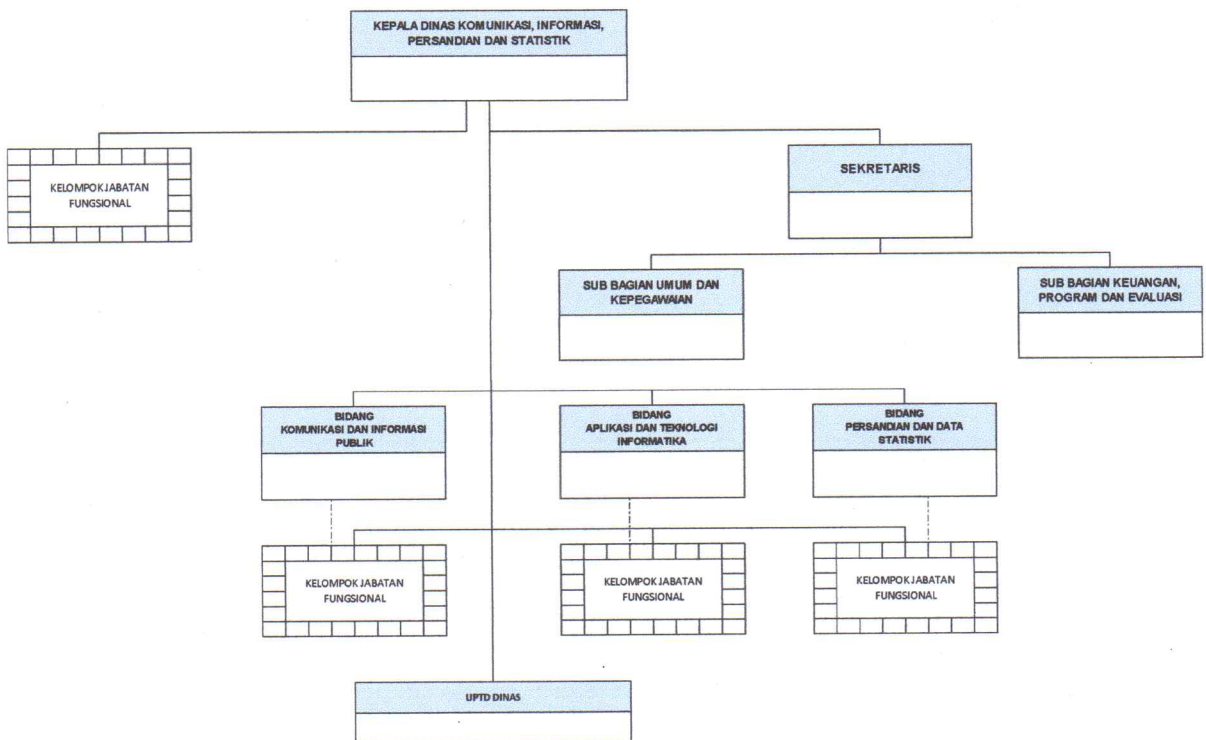 KEPALA DINAS KOMUNIKASI, INFORMASI,
PERSANDIAN DAN STATISTIK
KELOMPOK JABATAN
FUNGSIONAL
SEKRETARIS
SUB BAGIAN UMUM DAN
KEPEGAWAIAN
SUB BAGIAN KEUANGAN,
PROGRAM DAN EVALUASI
BIDANG
KOMUNIKASI DAN INFORMASI
PUBLIK
BIDANG
APLIKASI DAN TEKNOLOGI
INFORMATIKA
BIDANG
PERSANDIAN DAN DATA
STATISTIK
KELOMPOK JABATAN
FUNGSIONAL
KELOMPOK JABATAN
FUNGSIONAL
KELOMPOK JABATAN
FUNGSIONAL
UPTD DINAS